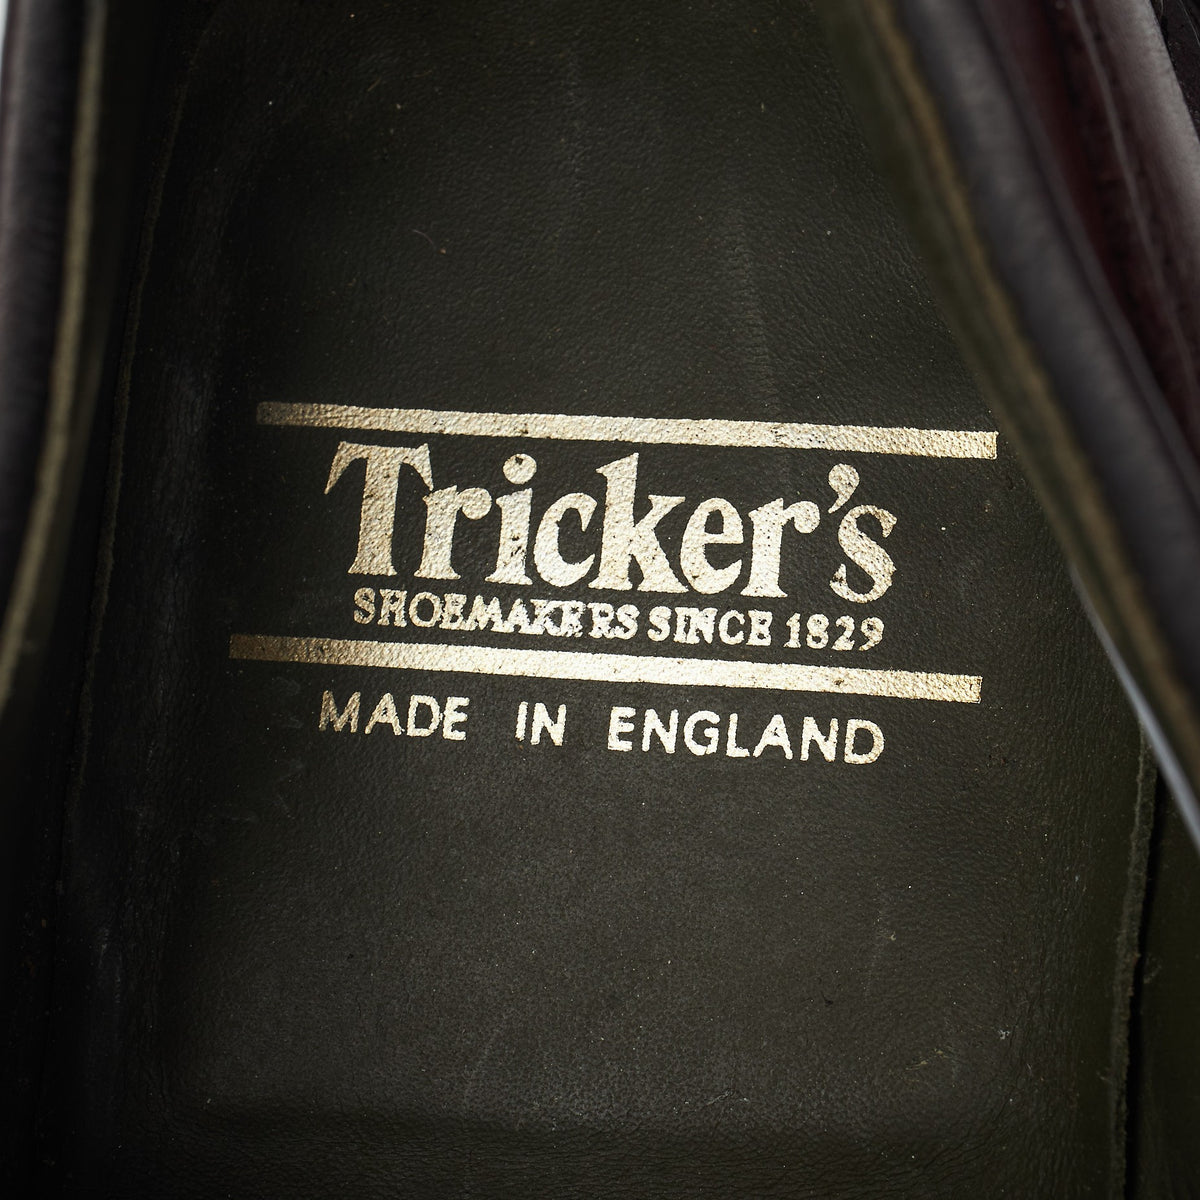 Tricker's
SHOEMAKERS SINCE 1829
MADE IN ENGLAND